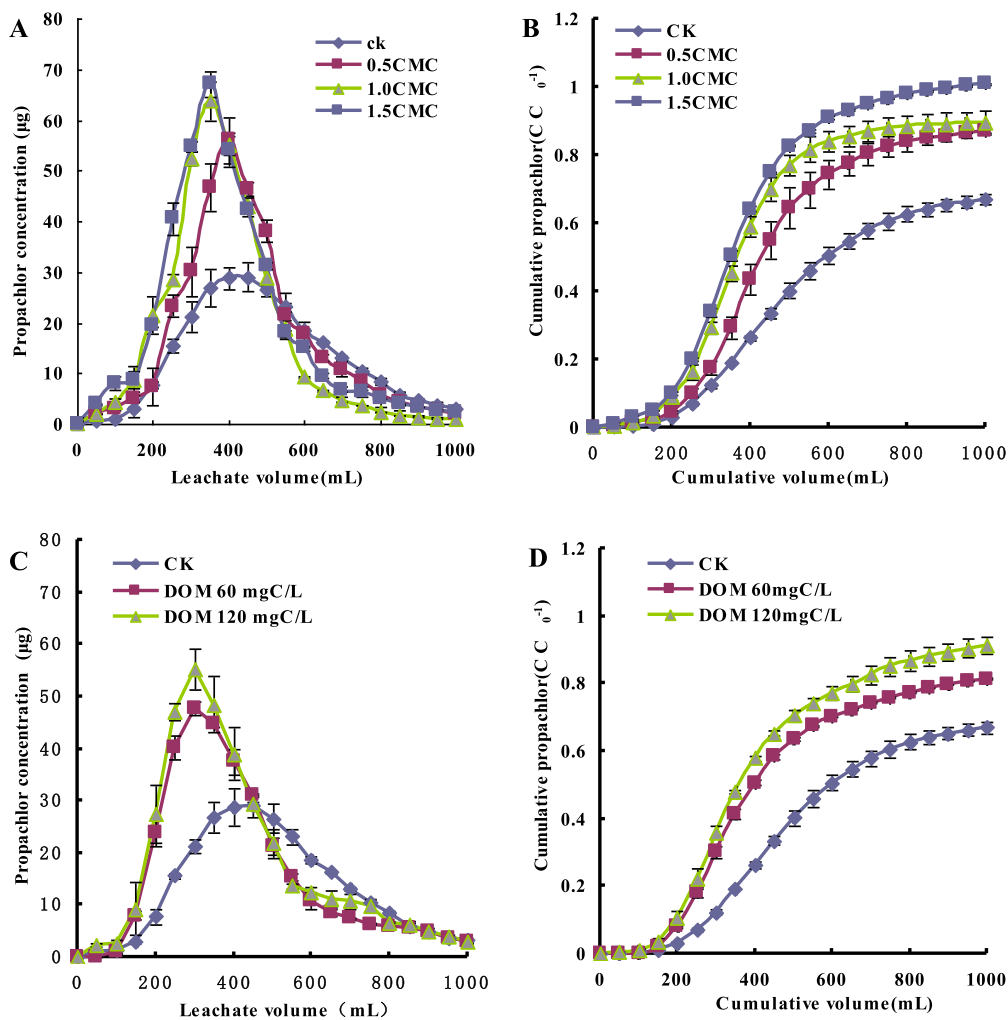 A
Propachlor concentration (μg)
80
70
60
50
40
30
20
10
0
ck
0.5CMC
1.0CMC
1.5CMC
0 200 400 600 800 1000
Leachate volume(mL)
B
Cumulative propachlor(C C 0-1)
1.2
1
0.8
0.6
0.4
0.2
0
CK
0.5CMC
1.0CMC
1.5CMC
0 200 400 600 800 1000
Cumulative volume(mL)
C
Propachlor concentration (μg)
80
70
60
50
40
30
20
10
0
CK
DOM 60 mgC/L
DOM 120 mgC/L
0 200 400 600 800 1000
Leachate volume (mL)
D
Cumulative propachlor(C C 0-1)
1.2
1
0.8
0.6
0.4
0.2
0
CK
DOM 60mgC/L
DOM 120mgC/L
0 200 400 600 800 1000
Cumulative volume(mL)